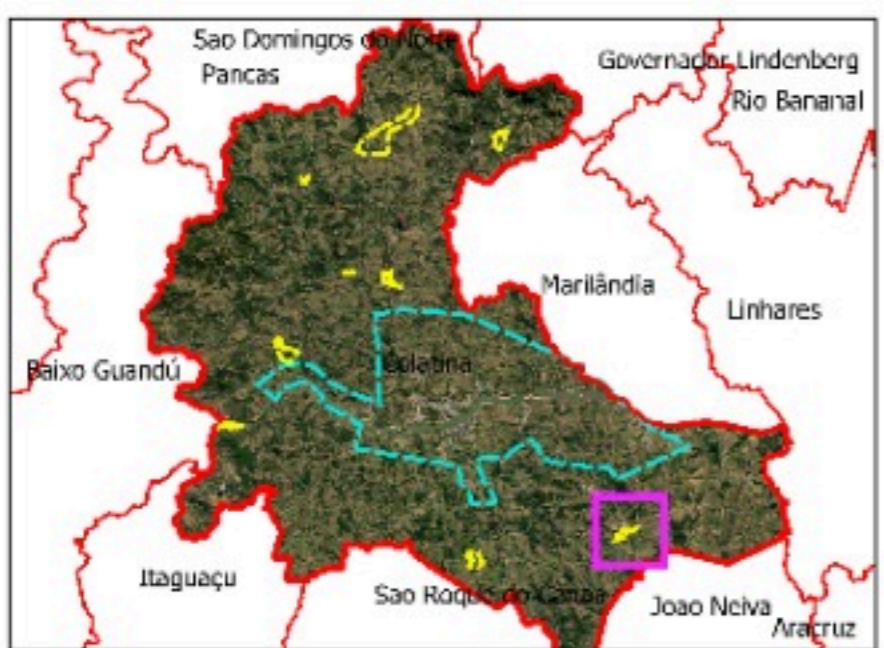 Sao Domingos do Norte
Pancas
Governador Lindenberg
Rio Bananal
Marilândia
Linhares
Baixo Guandú
Colatina
Itaguaçu
Sao Roque do Canaa
Joao Neiva
Aracruz